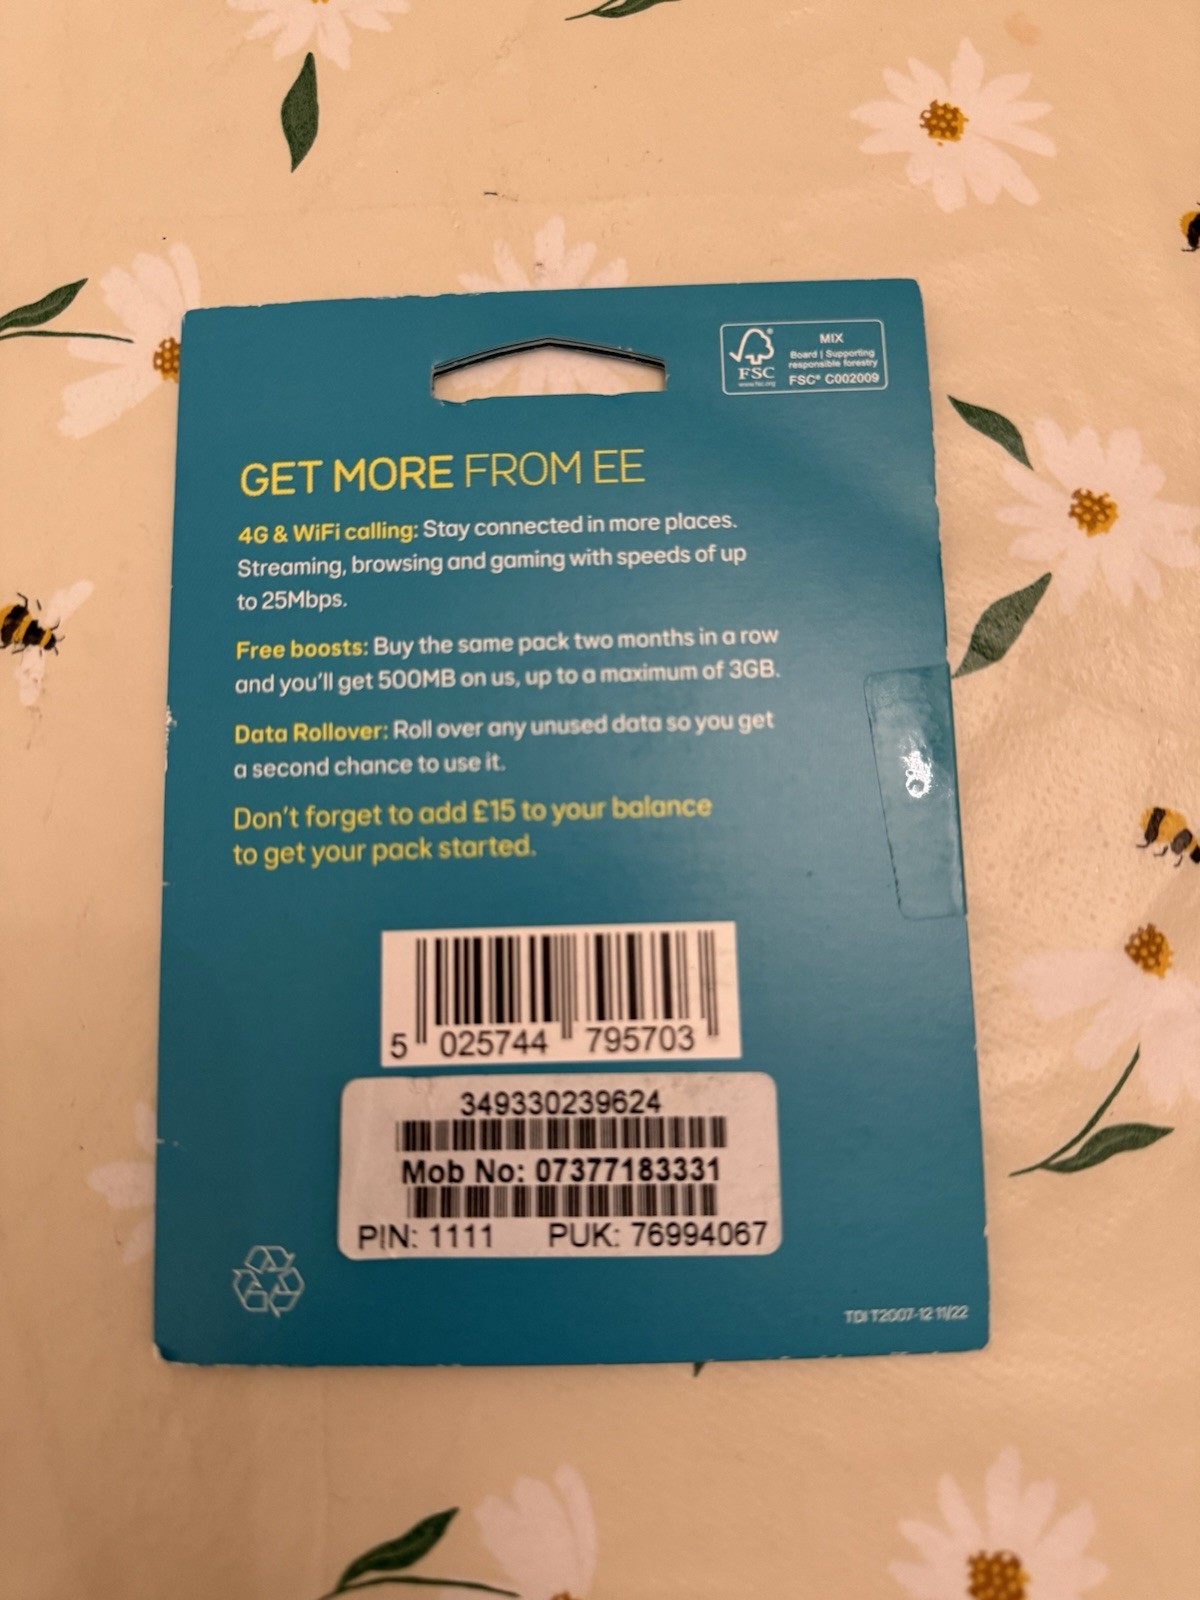 MIX
Board | Supporting
responsible forestry
FSC® C002009
FSC
www.fsc.org
GET MORE FROM EE
4G & WiFi calling: Stay connected in more places.
Streaming, browsing and gaming with speeds of up
to 25Mbps.
Free boosts: Buy the same pack two months in a row
and you'll get 500MB on us, up to a maximum of 3GB.
Data Rollover: Roll over any unused data so you get
a second chance to use it.
Don't forget to add £15 to your balance
to get your pack started.
5 025744 795703
349330239624
Mob No: 07377183331
PIN: 1111 PUK: 76994067
TDI T2007-12 11/22